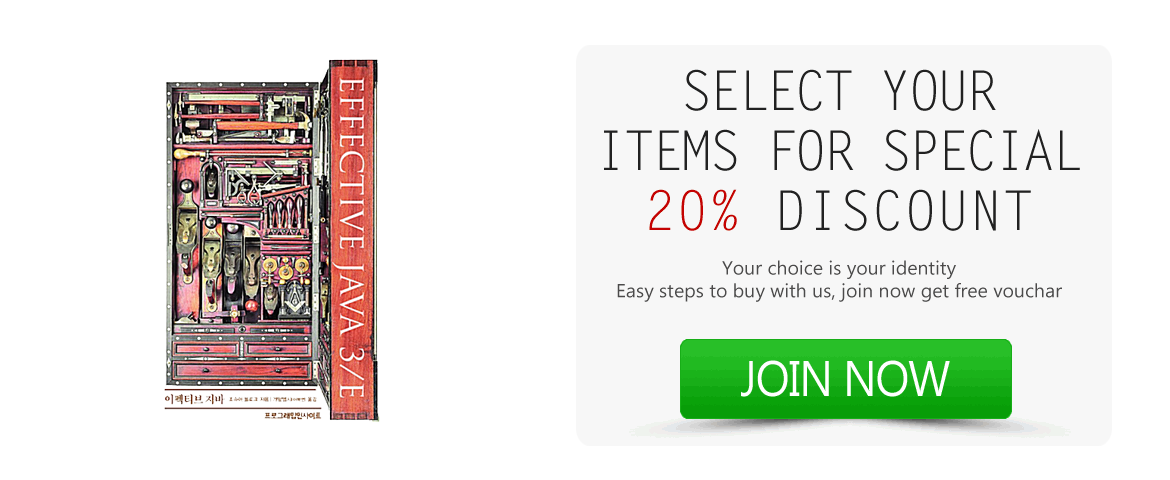 EFFECTIVE JAVA 3/E
이펙티브 자바
프로그래밍인사이트
SELECT YOUR
ITEMS FOR SPECIAL
20% DISCOUNT
Your choice is your identity
Easy steps to buy with us, join now get free vouchar
JOIN NOW